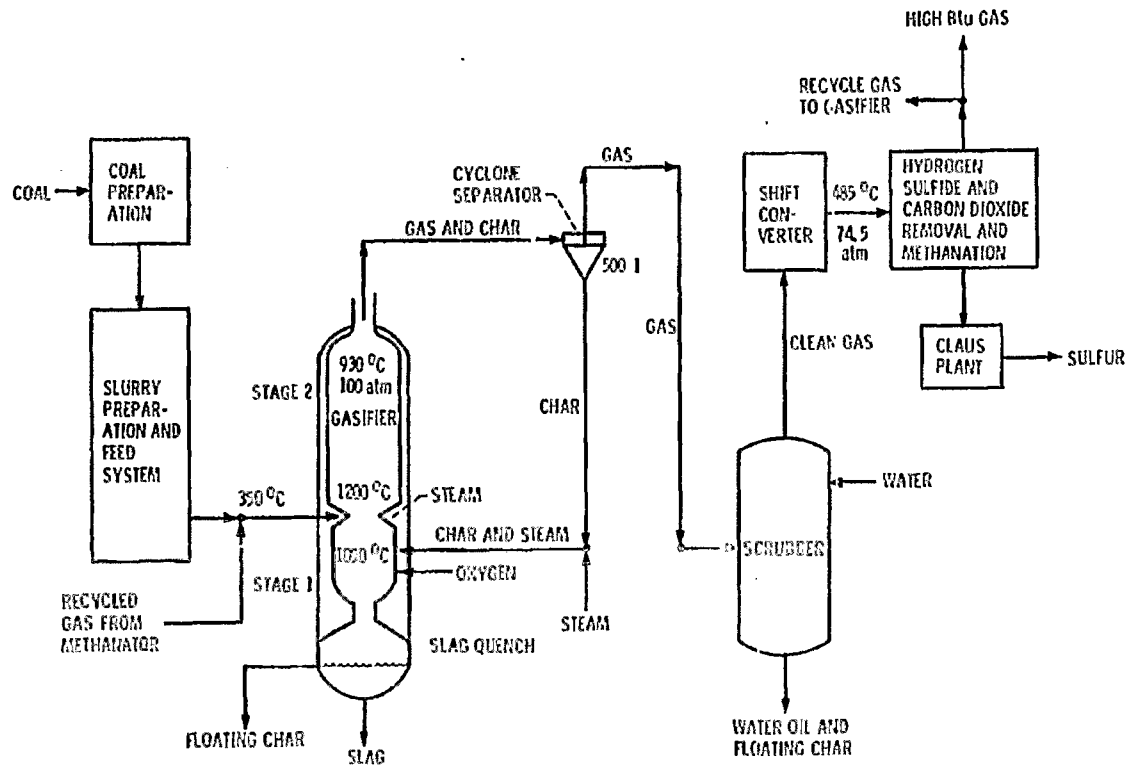 HIGH Btu GAS
RECYCLE GAS
TO GASIFIER
COAL
COAL
PREPAR-
ATION
CYCLONE
SEPARATOR
GAS
SHIFT
CON-
VERTER
485 °C
74.5
atm
HYDROGEN
SULFIDE AND
CARBON DIOXIDE
REMOVAL AND
METHANATION
GAS AND CHAR
500
SLURRY
PREPAR-
ATION AND
FEED
SYSTEM
STAGE 2
930 °C
100 atm
GASIFIER
GAS
CLEAN GAS
CLAUS
PLANT
SULFUR
CHAR
350 °C
1200 °C
STEAM
WATER
CHAR AND STEAM
SCRUBBER
STAGE 1
OXYGEN
RECYCLED
GAS FROM
METHANATOR
STEAM
SLAG QUENCH
FLOATING CHAR
SLAG
WATER OIL AND
FLOATING CHAR